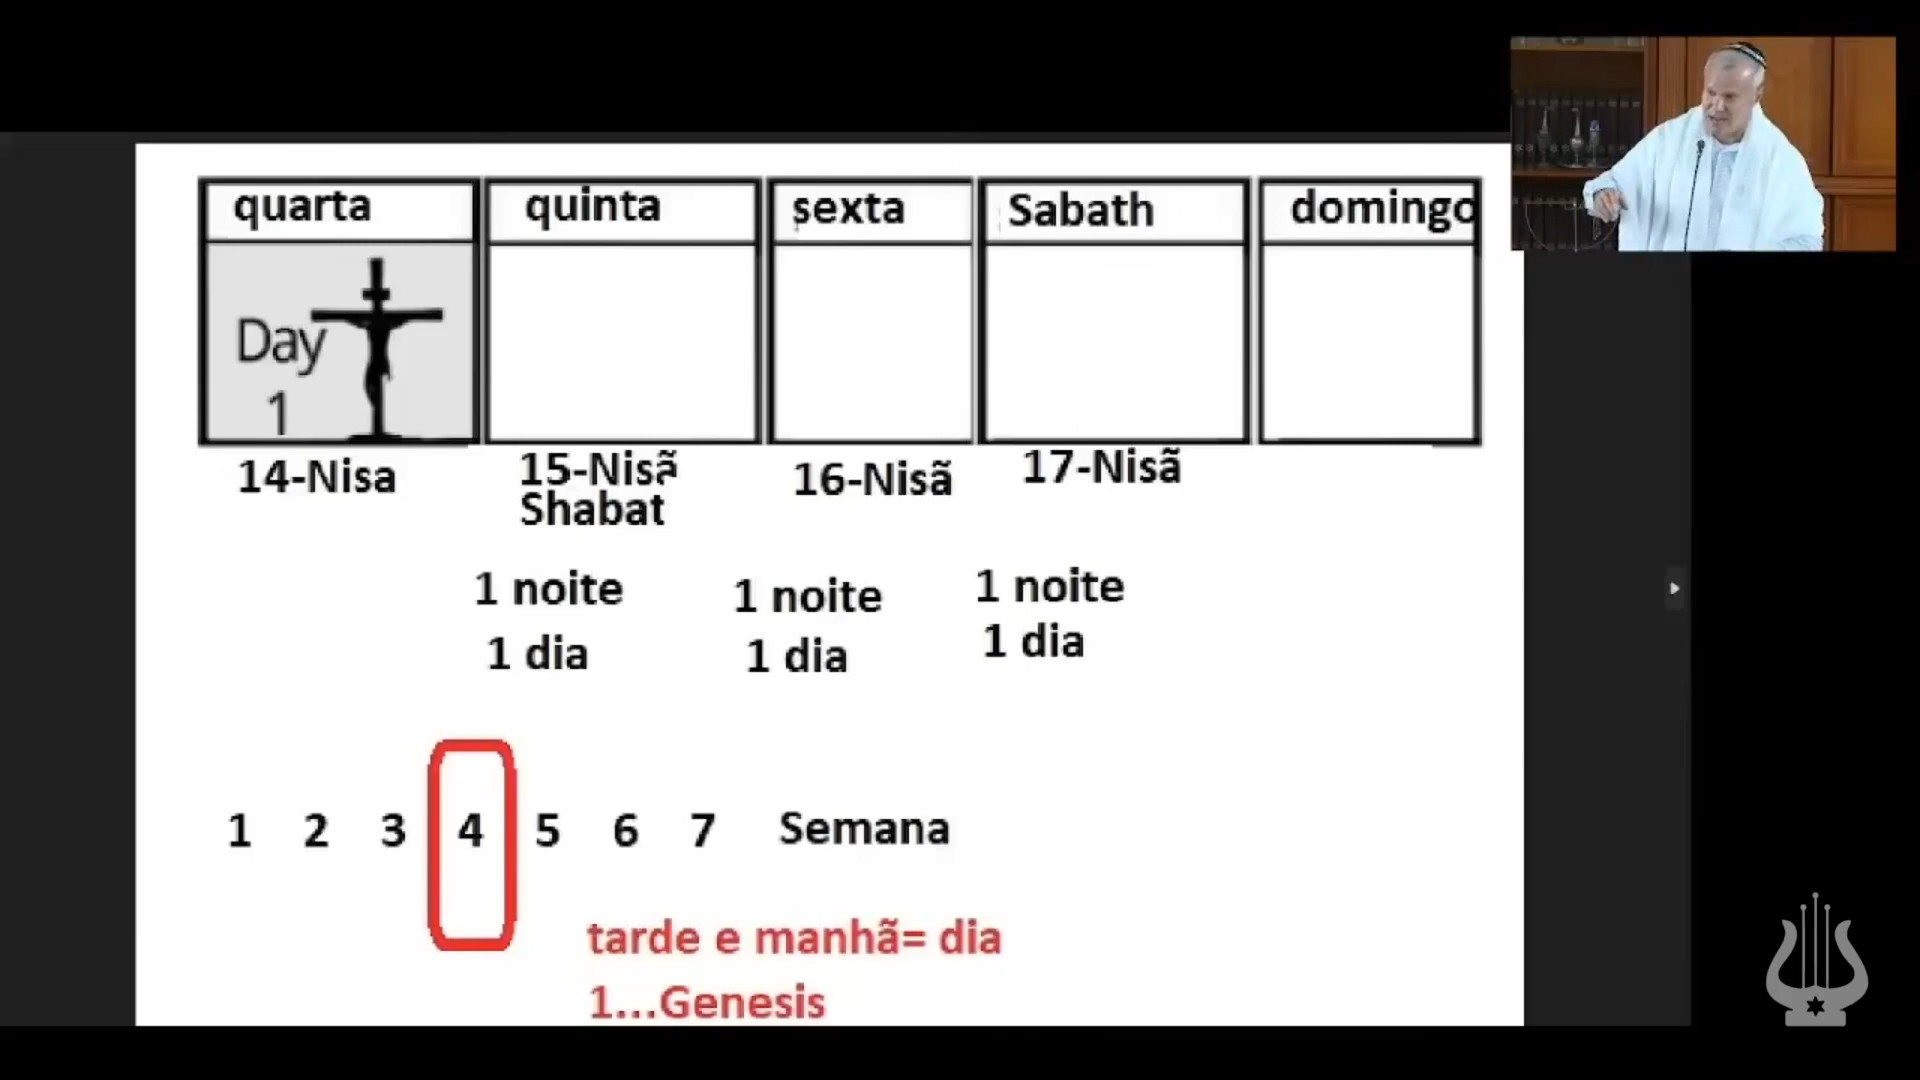 quarta quinta sexta Sabath domingo
Day
1
14-Nisa 15-Nisã 16-Nisã 17-Nisã
Shabat
1 noite 1 noite 1 noite
1 dia 1 dia 1 dia
1 2 3 4 5 6 7 Semana
tarde e manhã= dia
1...Genesis